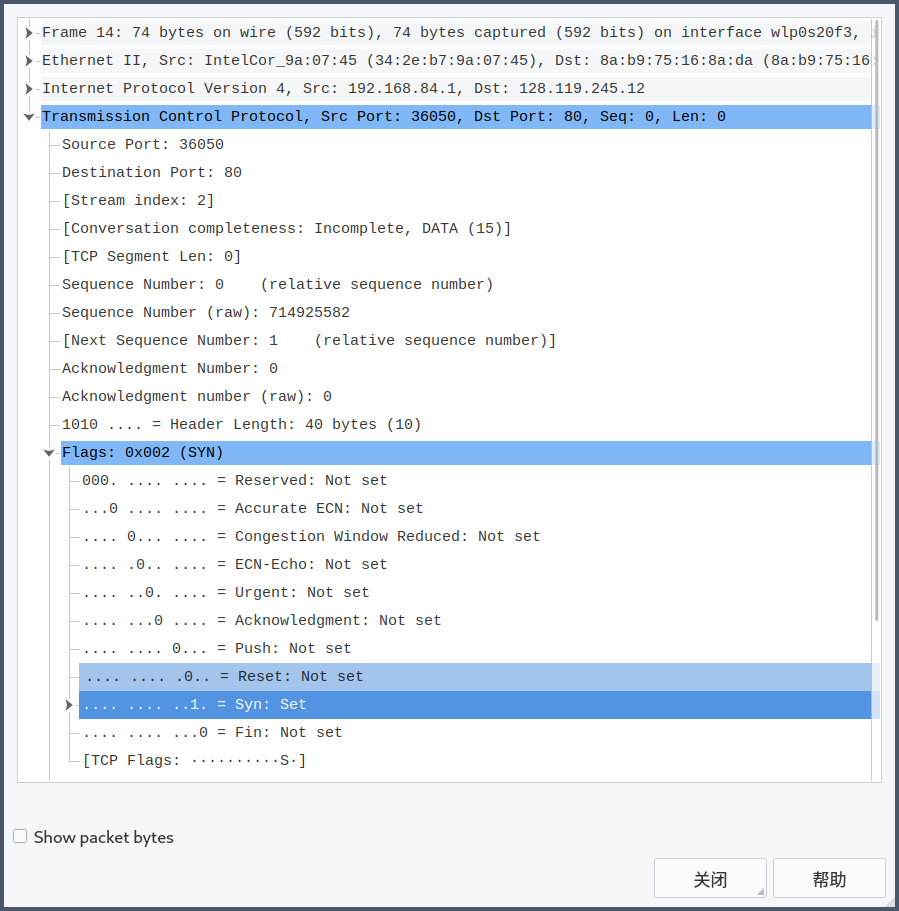 Frame 14: 74 bytes on wire (592 bits), 74 bytes captured (592 bits) on interface wlp0s20f3,
Ethernet II, Src: IntelCor_9a:07:45 (34:2e:b7:9a:07:45), Dst: 8a:b9:75:16:8a:da (8a:b9:75:16:
Internet Protocol Version 4, Src: 192.168.84.1, Dst: 128.119.245.12
Transmission Control Protocol, Src Port: 36050, Dst Port: 80, Seq: 0, Len: 0
Source Port: 36050
Destination Port: 80
[Stream index: 2]
[Conversation completeness: Incomplete, DATA (15)]
[TCP Segment Len: 0]
Sequence Number: 0    (relative sequence number)
Sequence Number (raw): 714925582
[Next Sequence Number: 1    (relative sequence number)]
Acknowledgment Number: 0
Acknowledgment number (raw): 0
1010 .... = Header Length: 40 bytes (10)
Flags: 0x002 (SYN)
000. .... .... = Reserved: Not set
...0 .... .... = Accurate ECN: Not set
.... 0... .... = Congestion Window Reduced: Not set
.... .0.. .... = ECN-Echo: Not set
.... ..0. .... = Urgent: Not set
.... ...0 .... = Acknowledgment: Not set
.... .... 0... = Push: Not set
.... .... .0.. = Reset: Not set
.... .... ..1. = Syn: Set
.... .... ...0 = Fin: Not set
[TCP Flags: ··········S·]
Show packet bytes
关闭
帮助